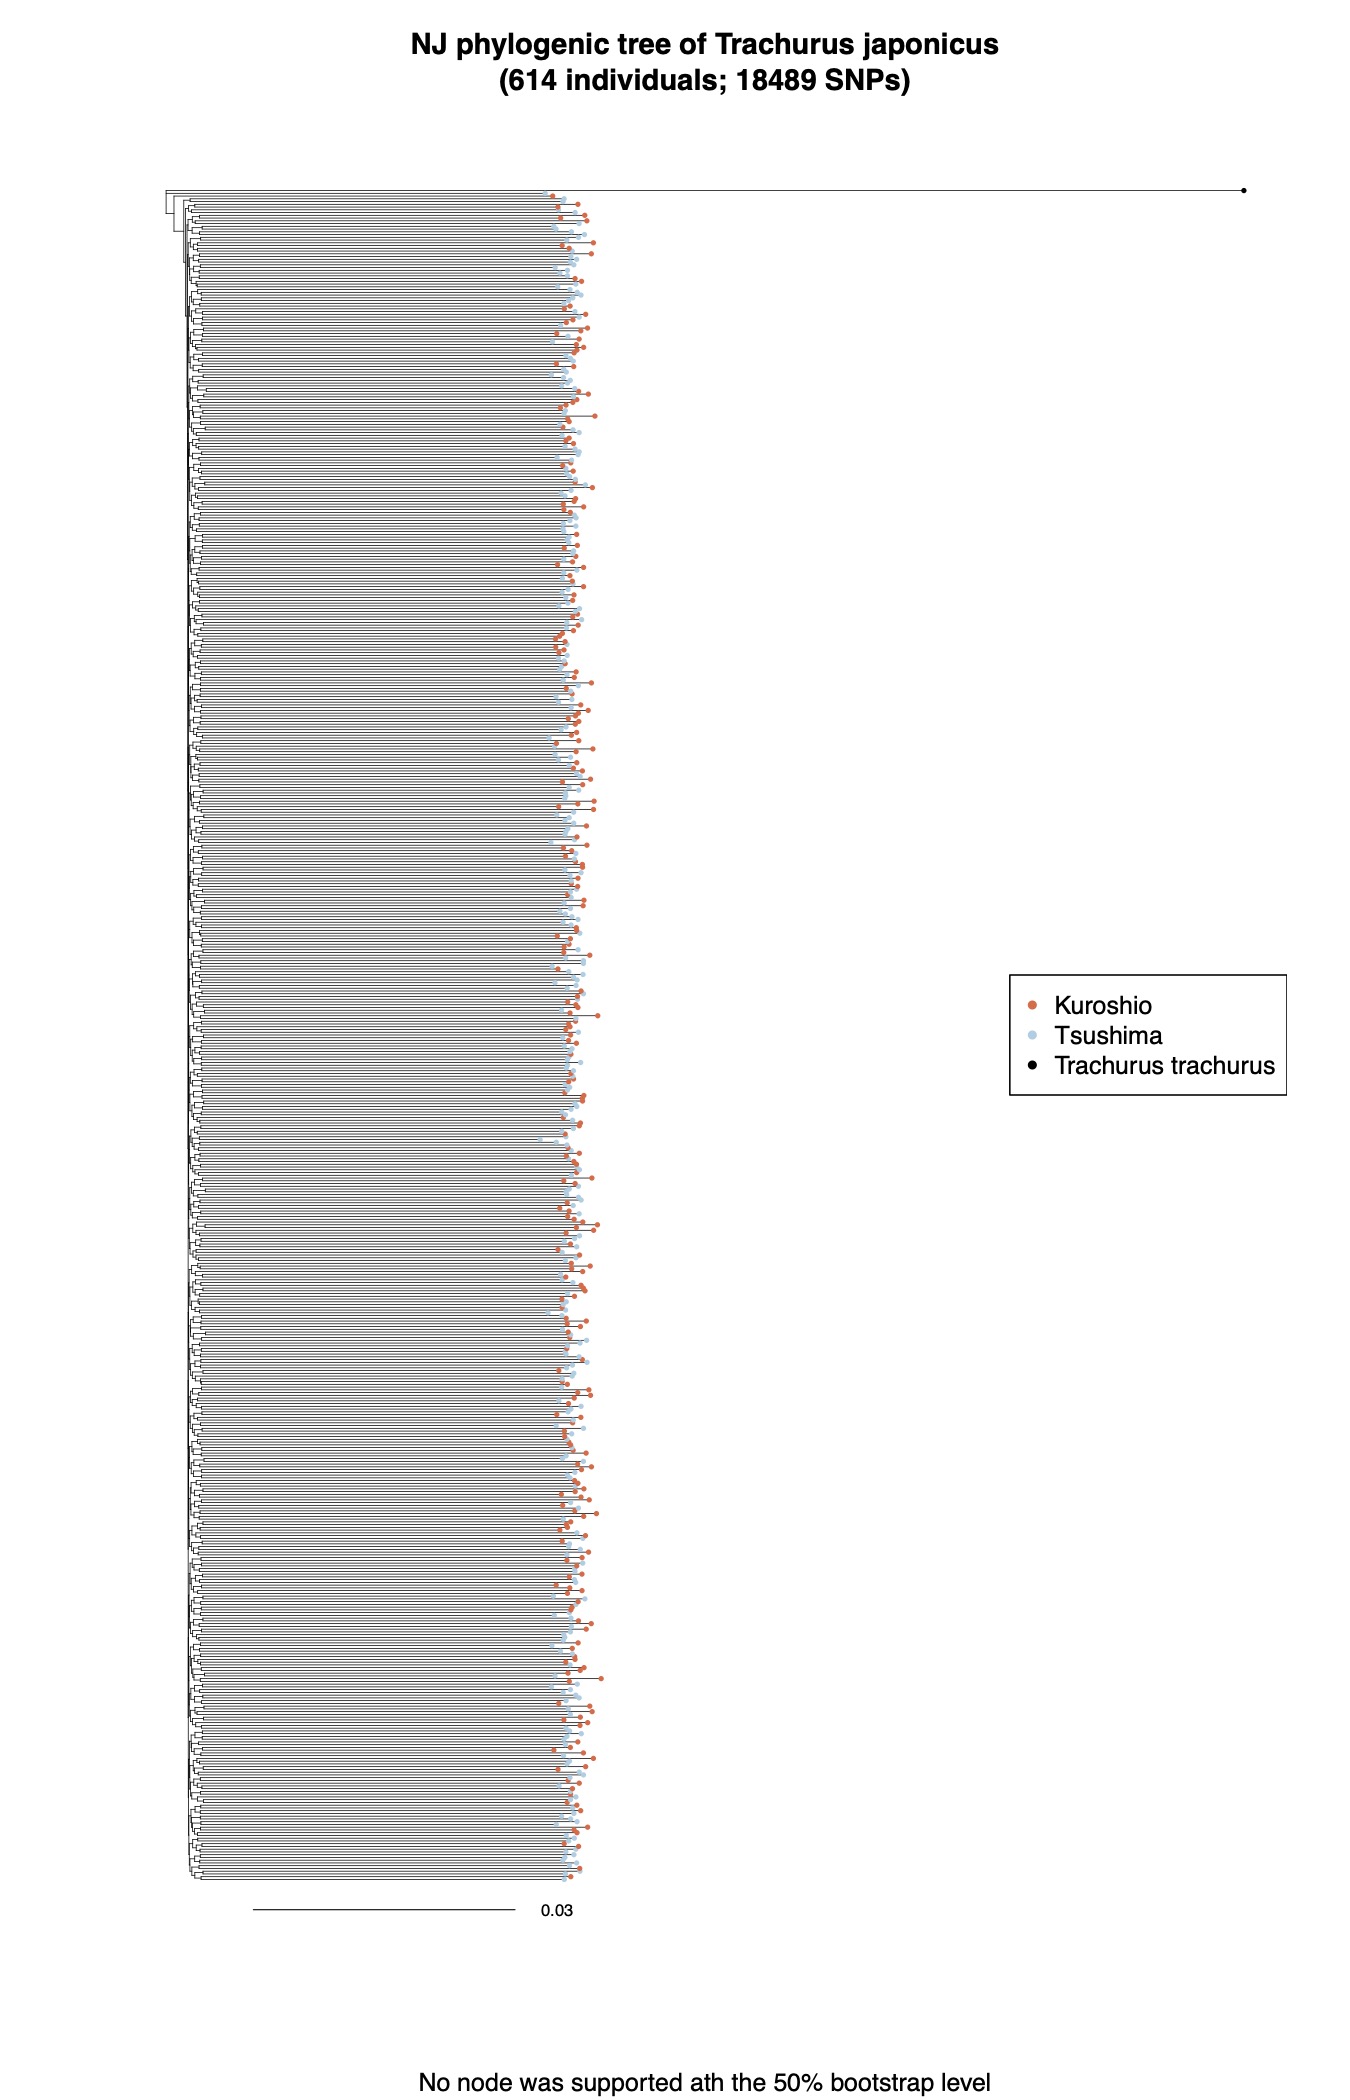 NJ phylogenic tree of Trachurus japonicus
(614 individuals; 18489 SNPs)
Kuroshio
Tsushima
Trachurus trachurus
0.03
No node was supported ath the 50% bootstrap level